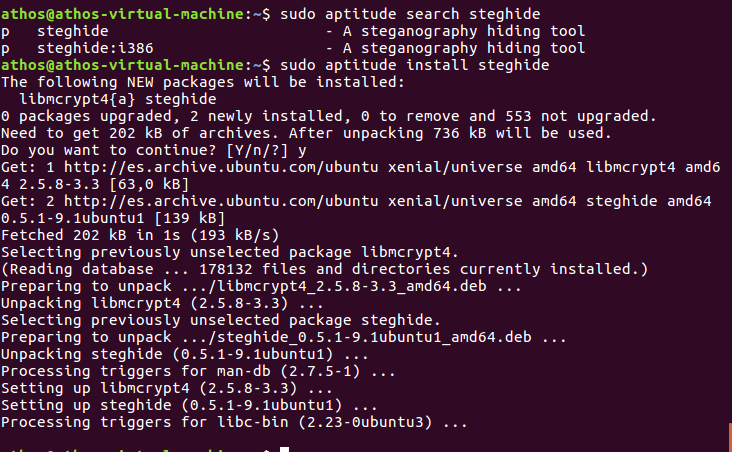 athos@athos-virtual-machine:~$ sudo aptitude search steghide
p   steghide                        - A steganography hiding tool
p   steghide:i386                   - A steganography hiding tool
athos@athos-virtual-machine:~$ sudo aptitude install steghide
The following NEW packages will be installed:
  libmcrypt4{a} steghide
0 packages upgraded, 2 newly installed, 0 to remove and 553 not upgraded.
Need to get 202 kB of archives. After unpacking 736 kB will be used.
Do you want to continue? [Y/n/?] y
Get: 1 http://es.archive.ubuntu.com/ubuntu xenial/universe amd64 libmcrypt4 amd6
4 2.5.8-3.3 [63,0 kB]
Get: 2 http://es.archive.ubuntu.com/ubuntu xenial/universe amd64 steghide amd64
0.5.1-9.1ubuntu1 [139 kB]
Fetched 202 kB in 1s (193 kB/s)
Selecting previously unselected package libmcrypt4.
(Reading database ... 178132 files and directories currently installed.)
Preparing to unpack .../libmcrypt4_2.5.8-3.3_amd64.deb ...
Unpacking libmcrypt4 (2.5.8-3.3) ...
Selecting previously unselected package steghide.
Preparing to unpack .../steghide_0.5.1-9.1ubuntu1_amd64.deb ...
Unpacking steghide (0.5.1-9.1ubuntu1) ...
Processing triggers for man-db (2.7.5-1) ...
Setting up libmcrypt4 (2.5.8-3.3) ...
Setting up steghide (0.5.1-9.1ubuntu1) ...
Processing triggers for libc-bin (2.23-0ubuntu3) ...

athos@athos-virtual-machine:~$